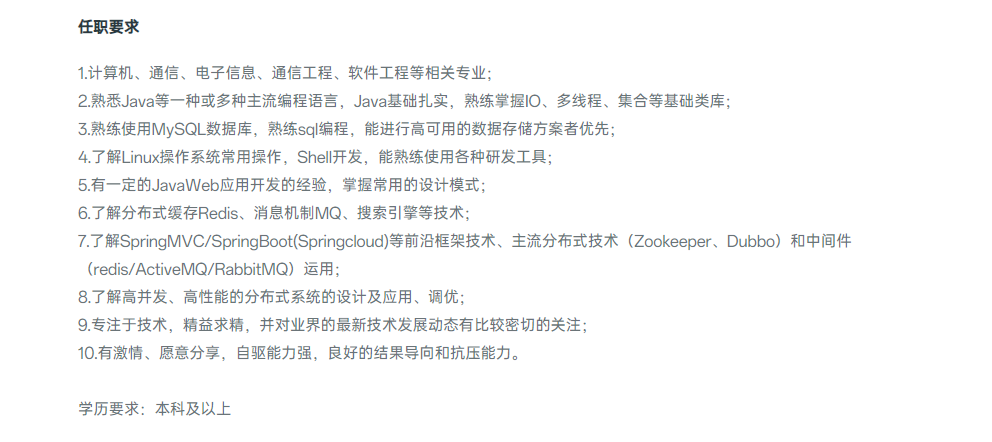 任职要求
1.计算机、通信、电子信息、通信工程、软件工程等相关专业；
2.熟悉Java等一种或多种主流编程语言，Java基础扎实，熟练掌握IO、多线程、集合等基础类库；
3.熟练使用MySQL数据库，熟练sql编程，能进行高可用的数据存储方案者优先；
4.了解Linux操作系统常用操作，Shell开发，能熟练使用各种研发工具；
5.有一定的JavaWeb应用开发的经验，掌握常用的设计模式；
6.了解分布式缓存Redis、消息机制MQ、搜索引擎等技术；
7.了解SpringMVC/SpringBoot(Springcloud)等前沿框架技术、主流分布式技术（Zookeeper、Dubbo）和中间件
（redis/ActiveMQ/RabbitMQ）运用；
8.了解高并发、高性能的分布式系统的设计及应用、调优；
9.专注于技术，精益求精，并对业界的最新技术发展动态有比较密切的关注；
10.有激情、愿意分享，自驱能力强，良好的结果导向和抗压能力。
学历要求：本科及以上